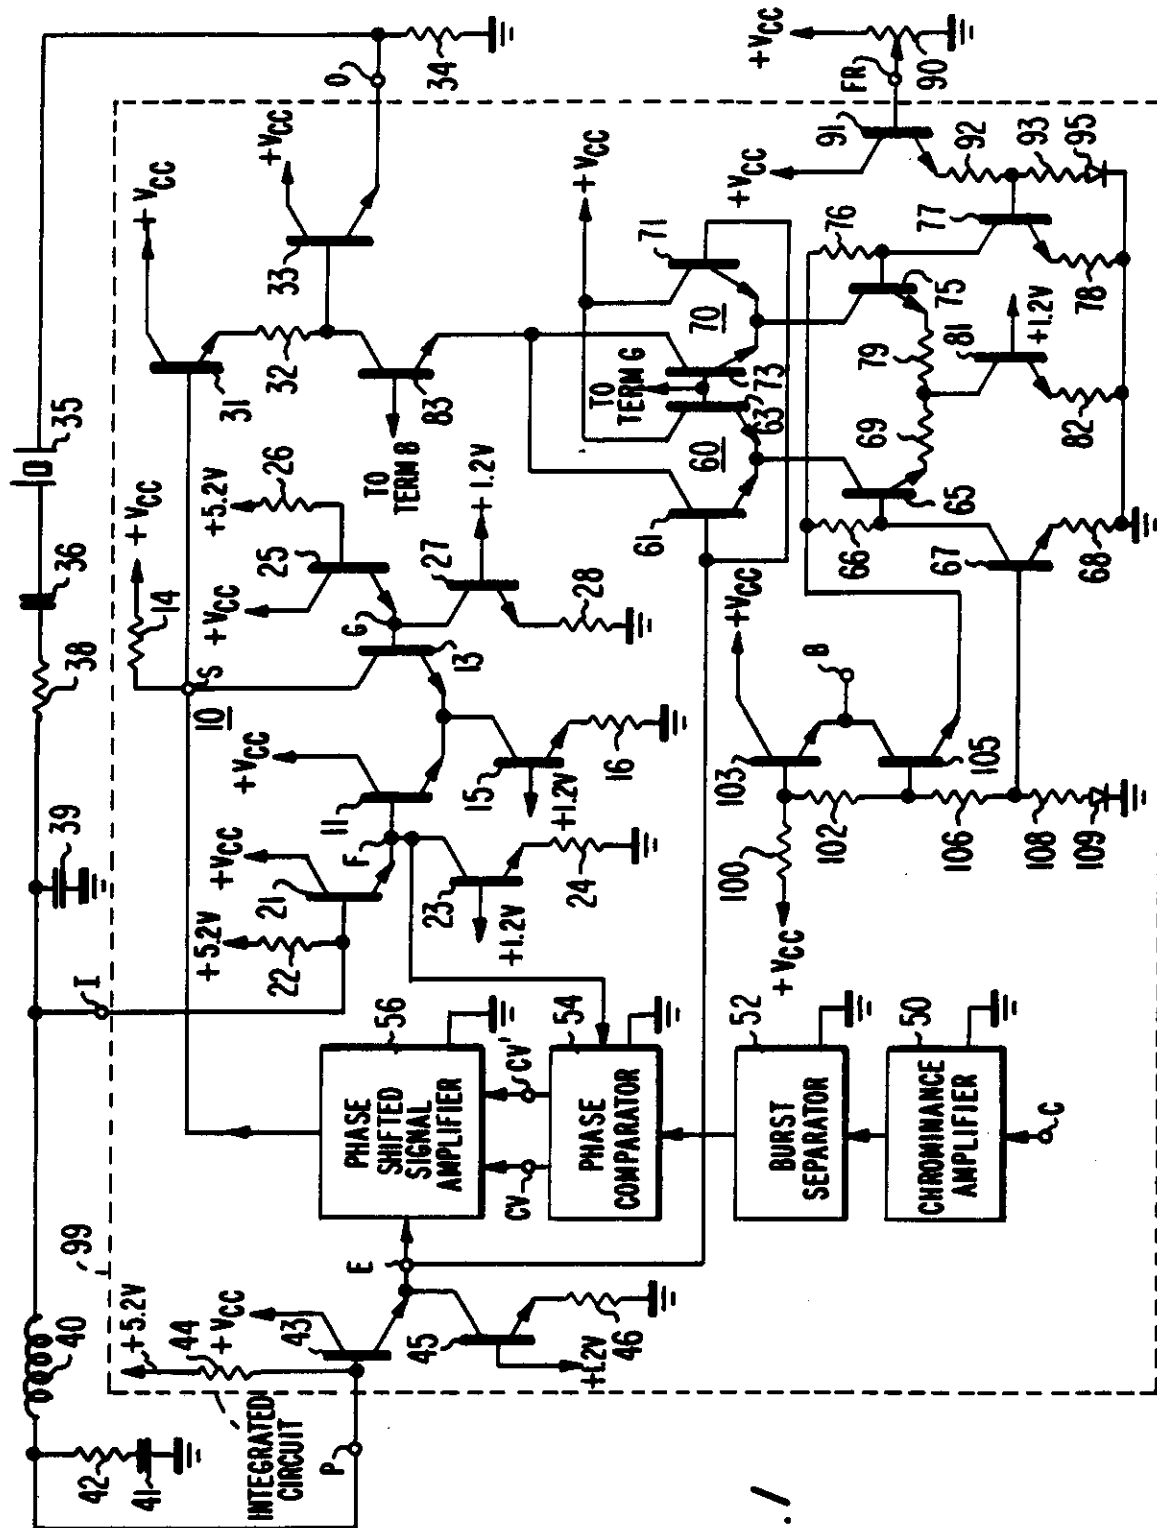 99
40
39
38
36
35
+5.2V
44
+VCC
43
42
41
INTEGRATED
CIRCUIT
P
45
46
+1.2V
E
I
+5.2V
22
21
+VCC
F
23
24
+1.2V
11
+VCC
10
S
14
+VCC
13
15
16
+1.2V
G
25
+VCC
+5.2V
26
27
+1.2V
28
31
+VCC
32
33
+VCC
O
34
83
TO
TERM B
PHASE
SHIFTED
SIGNAL
AMPLIFIER
56
CV
CV'
PHASE
COMPARATOR
54
BURST
SEPARATOR
52
CHROMINANCE
AMPLIFIER
50
C
61
60
63
TO
TERM G
73
70
71
+VCC
65
66
67
68
69
79
75
76
77
78
81
+1.2V
82
91
+VCC
92
93
95
FR
90
+VCC
100
+VCC
102
103
+VCC
B
105
106
108
109